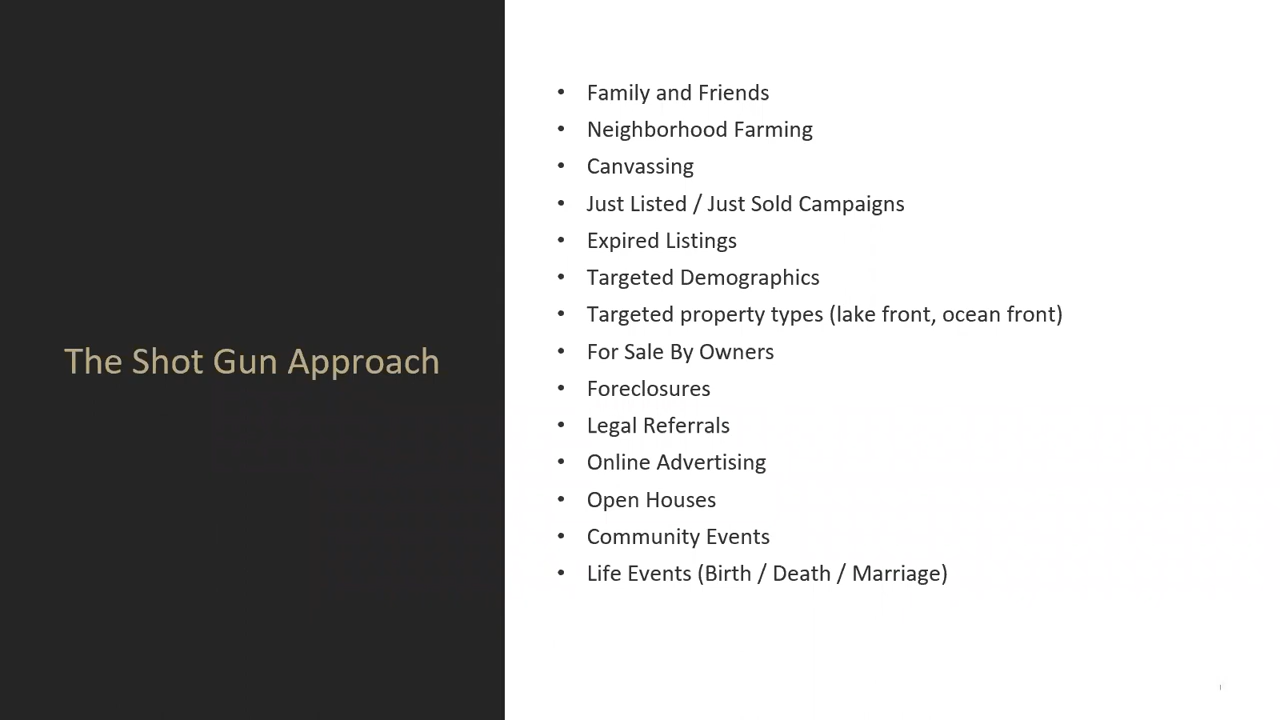 The Shot Gun Approach
• Family and Friends
• Neighborhood Farming
• Canvassing
• Just Listed / Just Sold Campaigns
• Expired Listings
• Targeted Demographics
• Targeted property types (lake front, ocean front)
• For Sale By Owners
• Foreclosures
• Legal Referrals
• Online Advertising
• Open Houses
• Community Events
• Life Events (Birth / Death / Marriage)